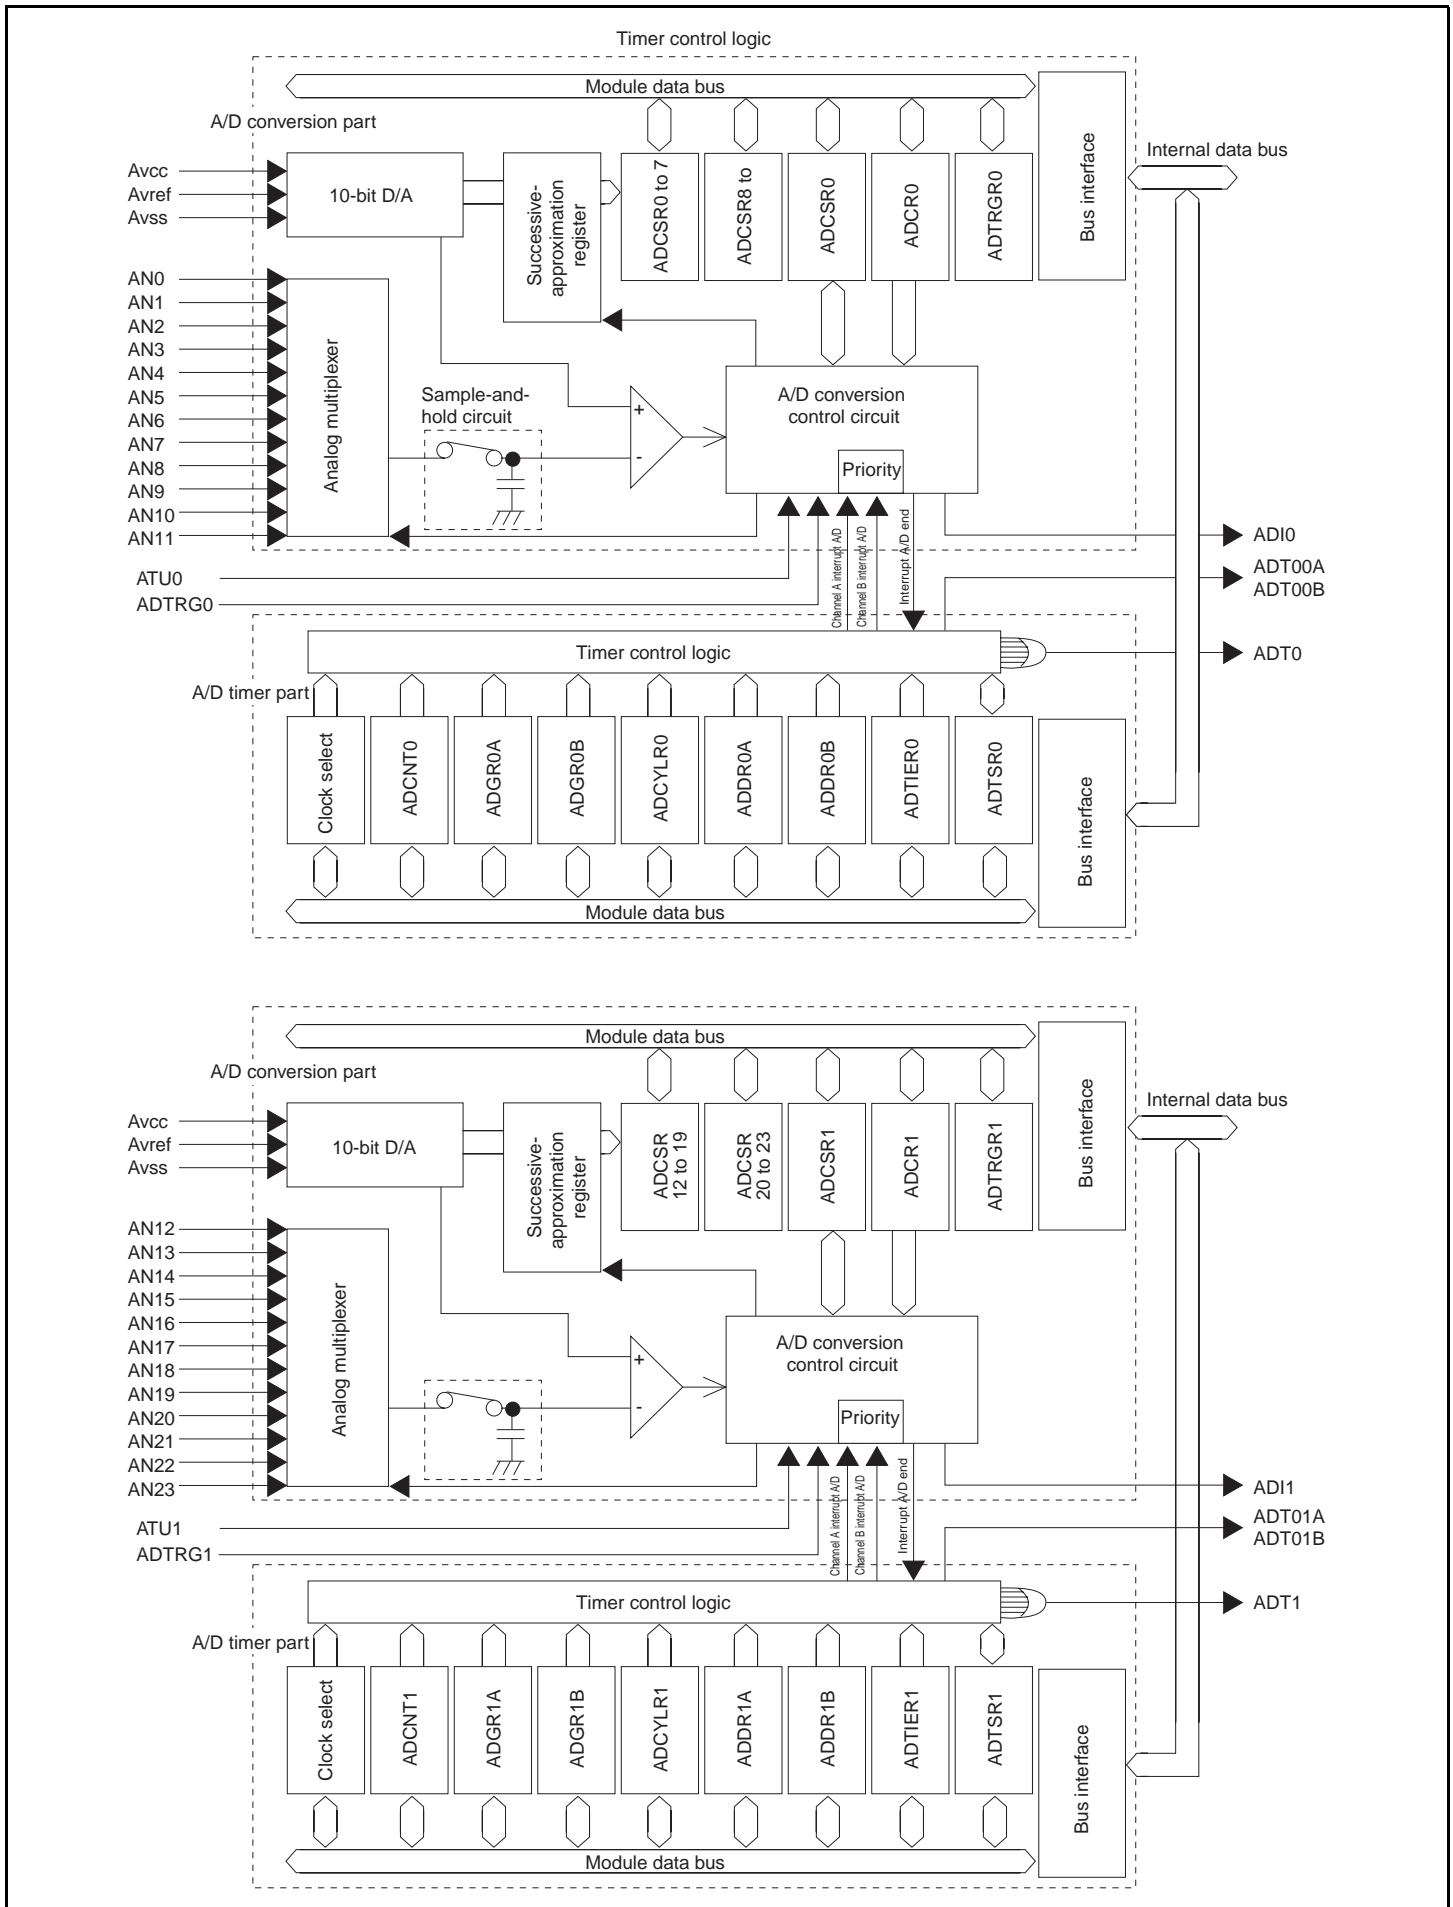 Timer control logic
Module data bus
A/D conversion part
Avcc
Avref
Avss
10-bit D/A
Successive-
approximation
register
ADCSR0 to 7
ADCSR8 to
ADCSR0
ADCR0
ADTRGR0
Bus interface
Internal data bus
AN0
AN1
AN2
AN3
AN4
AN5
AN6
AN7
AN8
AN9
AN10
AN11
Analog multiplexer
Sample-and-
hold circuit
+
-
A/D conversion
control circuit
Priority
Channel A interrupt A/D
Channel B interrupt A/D
Interrupt A/D end
ATU0
ADTRG0
ADI0
ADT00A
ADT00B
ADT0
Timer control logic
A/D timer part
Clock select
ADCNT0
ADGR0A
ADGR0B
ADCYLR0
ADDR0A
ADDR0B
ADTIER0
ADTSR0
Bus interface
Module data bus
Module data bus
A/D conversion part
Avcc
Avref
Avss
10-bit D/A
Successive-
approximation
register
ADCSR
12 to 19
ADCSR
20 to 23
ADCSR1
ADCR1
ADTRGR1
Bus interface
Internal data bus
AN12
AN13
AN14
AN15
AN16
AN17
AN18
AN19
AN20
AN21
AN22
AN23
Analog multiplexer
+
-
A/D conversion
control circuit
Priority
Channel A interrupt A/D
Channel B interrupt A/D
Interrupt A/D end
ATU1
ADTRG1
ADI1
ADT01A
ADT01B
ADT1
Timer control logic
A/D timer part
Clock select
ADCNT1
ADGR1A
ADGR1B
ADCYLR1
ADDR1A
ADDR1B
ADTIER1
ADTSR1
Bus interface
Module data bus